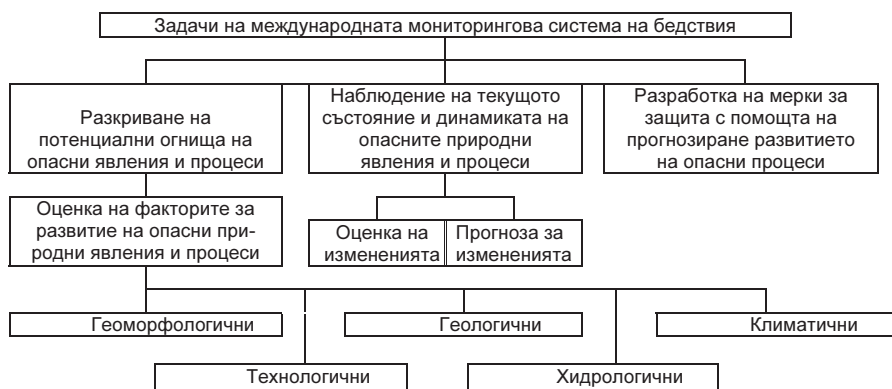 Задачи на международната мониторингова система на бедствия
Разкриване на
потенциални огнища на
опасни явления и процеси
Наблюдение на текущото
състояние и динамиката на
опасните природни
явления и процеси
Разработка на мерки за
защита с помощта на
прогнозиране развитието
на опасни процеси
Оценка на факторите за
развитие на опасни при-
родни явления и процеси
Оценка на
измененията
Прогноза за
измененията
Геоморфологични
Геологични
Климатични
Технологични
Хидрологични